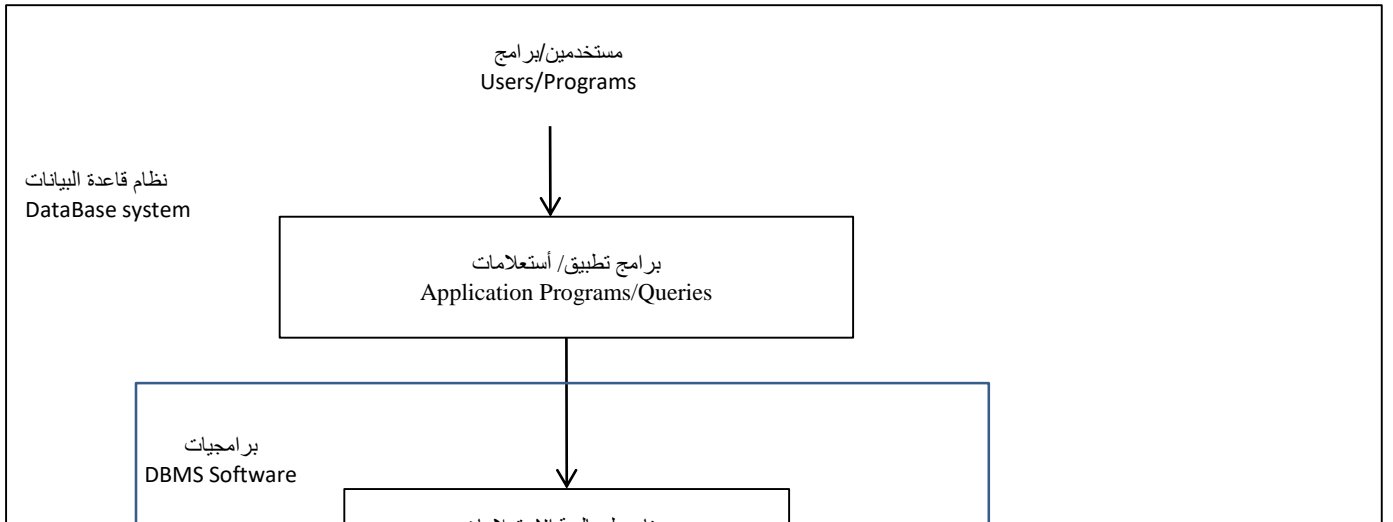 مستخدمين/برامج
Users/Programs
نظام قاعدة البيانات
DataBase system
برامج تطبيق/ أستعلامات
Application Programs/Queries
برامجيات
DBMS Software